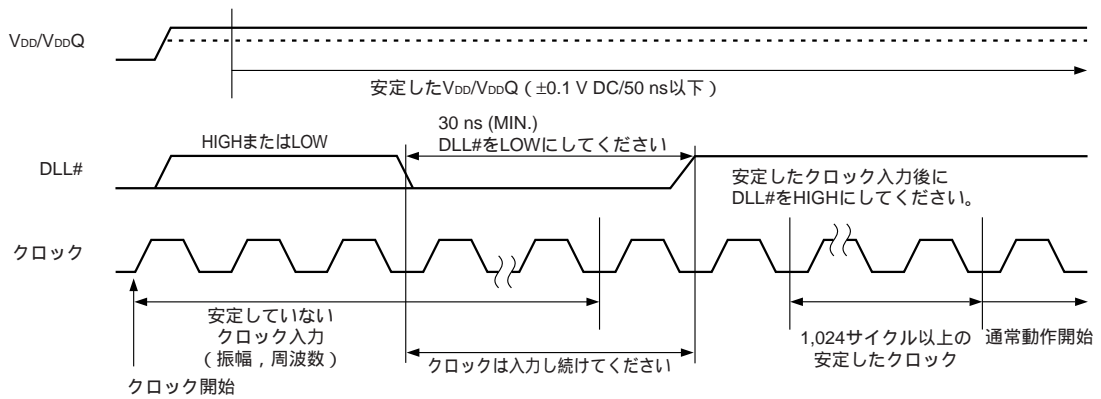 VDD/VDDQ
安定したVDD/VDDQ（±0.1 V DC/50 ns以下）
DLL#
HIGHまたはLOW
30 ns (MIN.)
DLL#をLOWにしてください
安定したクロック入力後に
DLL#をHIGHにしてください。
クロック
安定していない
クロック入力
（振幅，周波数）
クロックは入力し続けてください
1,024サイクル以上の
安定したクロック
通常動作開始
クロック開始